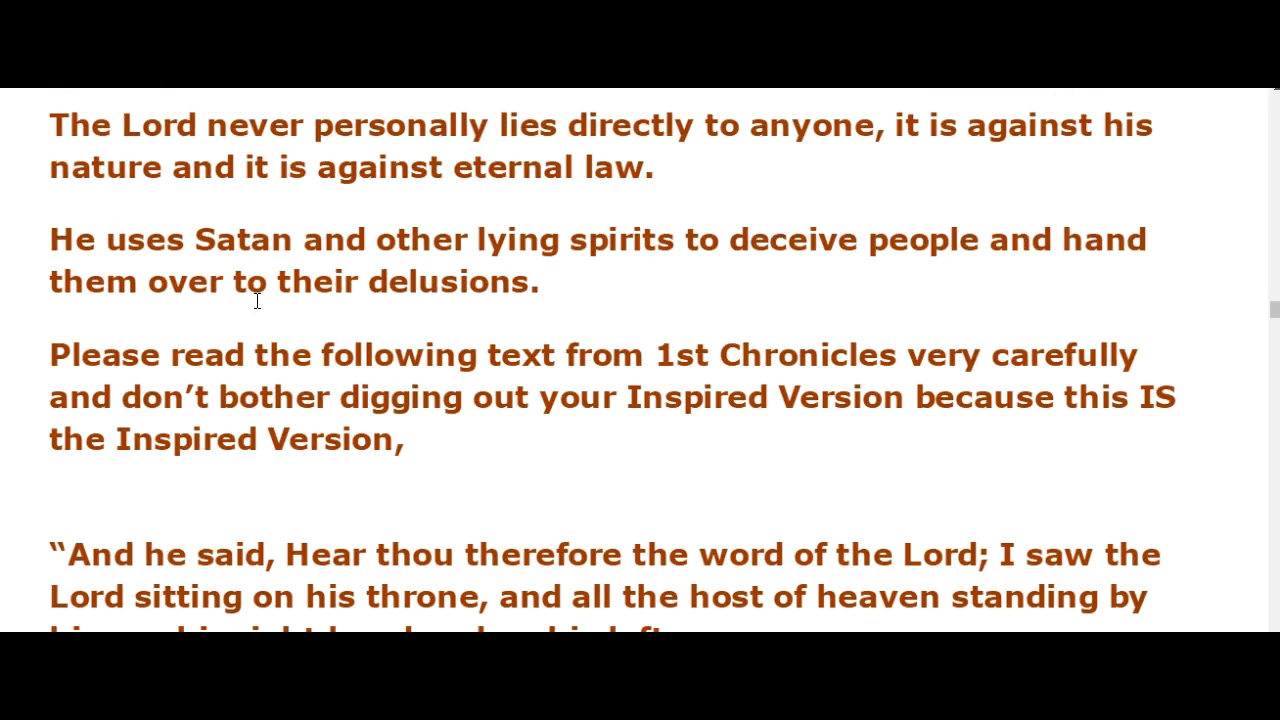 The Lord never personally lies directly to anyone, it is against his
nature and it is against eternal law.
He uses Satan and other lying spirits to deceive people and hand
them over to their delusions.
Please read the following text from 1st Chronicles very carefully
and don’t bother digging out your Inspired Version because this IS
the Inspired Version,
“And he said, Hear thou therefore the word of the Lord; I saw the
Lord sitting on his throne, and all the host of heaven standing by